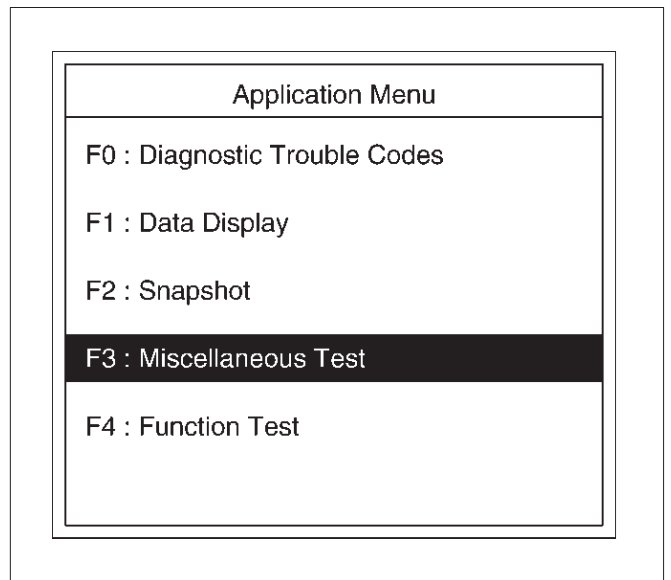 Application Menu
F0 : Diagnostic Trouble Codes
F1 : Data Display
F2 : Snapshot
F3 : Miscellaneous Test
F4 : Function Test